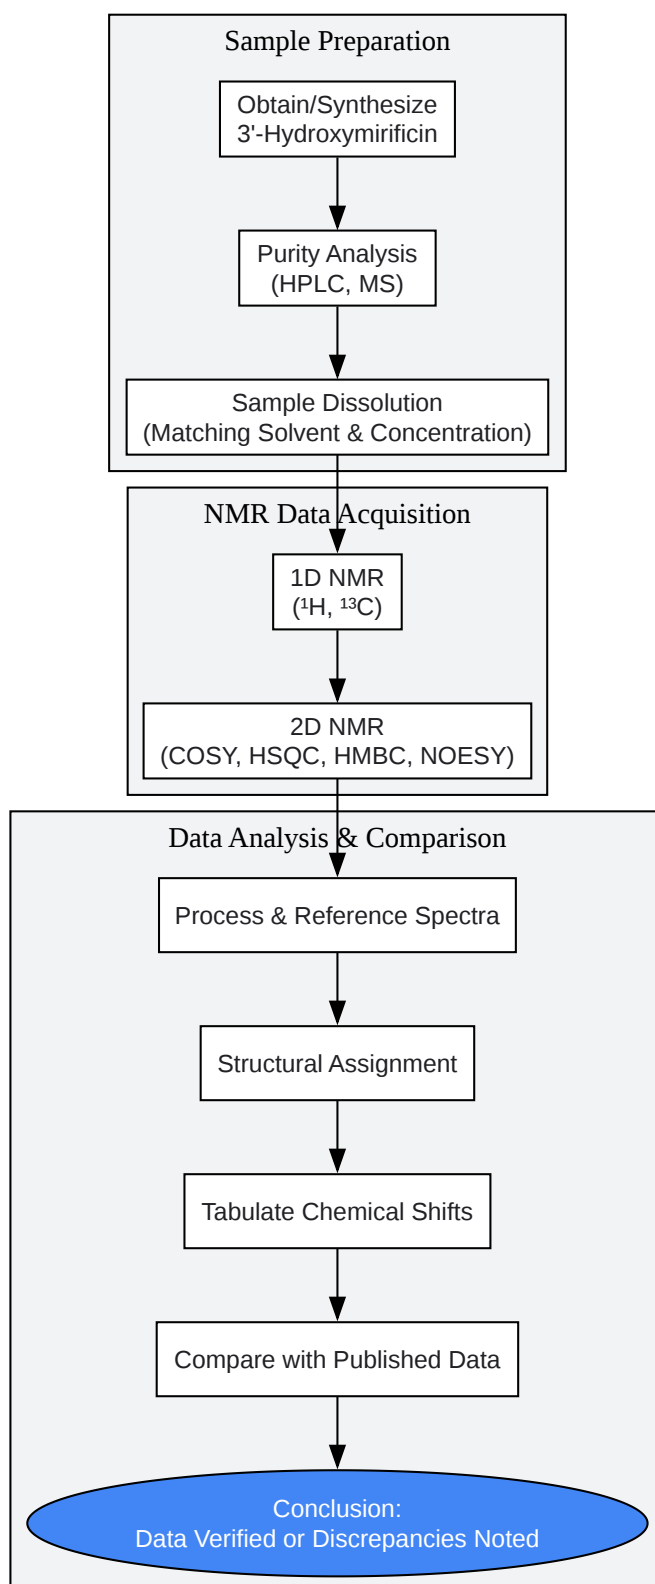 Sample Preparation
Obtain/Synthesize
3'-Hydroxymirificin
Purity Analysis
(HPLC, MS)
Sample Dissolution
(Matching Solvent & Concentration)
NMR Data Acquisition
1D NMR
(¹H, ¹³C)
2D NMR
(COSY, HSQC, HMBC, NOESY)
Data Analysis & Comparison
Process & Reference Spectra
Structural Assignment
Tabulate Chemical Shifts
Compare with Published Data
Conclusion:
Data Verified or Discrepancies Noted